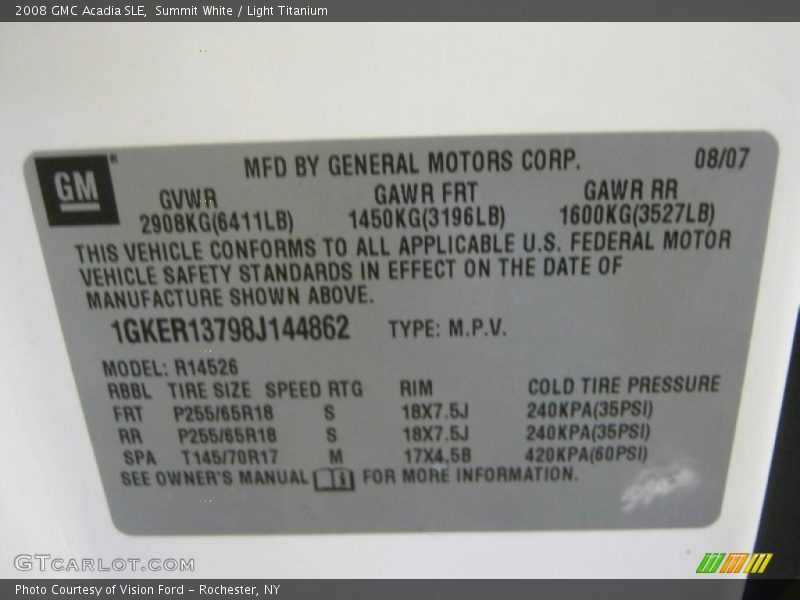 2008 GMC Acadia SLE,  Summit White / Light Titanium
GM® MFD BY GENERAL MOTORS CORP. 08/07
GVWR GAWR FRT GAWR RR
2908KG(6411LB) 1450KG(3196LB) 1600KG(3527LB)
THIS VEHICLE CONFORMS TO ALL APPLICABLE U.S. FEDERAL MOTOR
VEHICLE SAFETY STANDARDS IN EFFECT ON THE DATE OF
MANUFACTURE SHOWN ABOVE.
1GKER13798J144862 TYPE: M.P.V.
MODEL: R14526
RBBL TIRE SIZE SPEED RTG RIM COLD TIRE PRESSURE
FRT P255/65R18 S 18X7.5J 240KPA(35PSI)
RR P255/65R18 S 18X7.5J 240KPA(35PSI)
SPA T145/70R17 M 17X4.5B 420KPA(60PSI)
SEE OWNER'S MANUAL FOR MORE INFORMATION.
GTCARLOT.COM
Photo Courtesy of Vision Ford - Rochester, NY